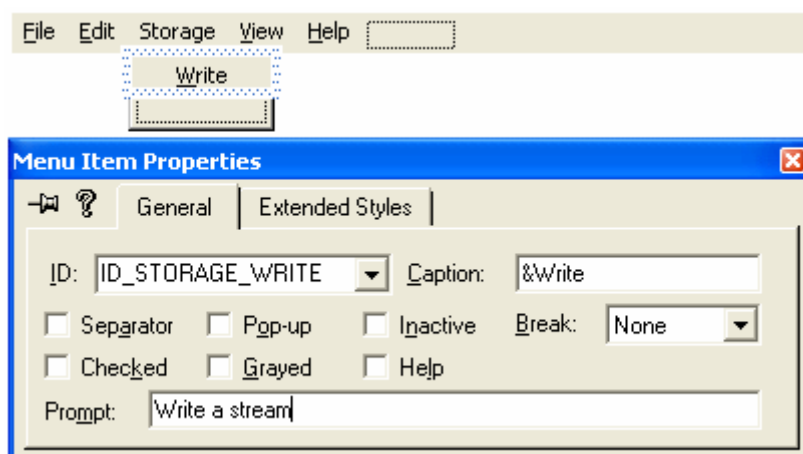 File Edit Storage View Help
Write
Menu Item Properties
General Extended Styles
ID: ID_STORAGE_WRITE Caption: &Write
Separator Pop-up Inactive Break: None
Checked Grayed Help
Prompt: Write a stream